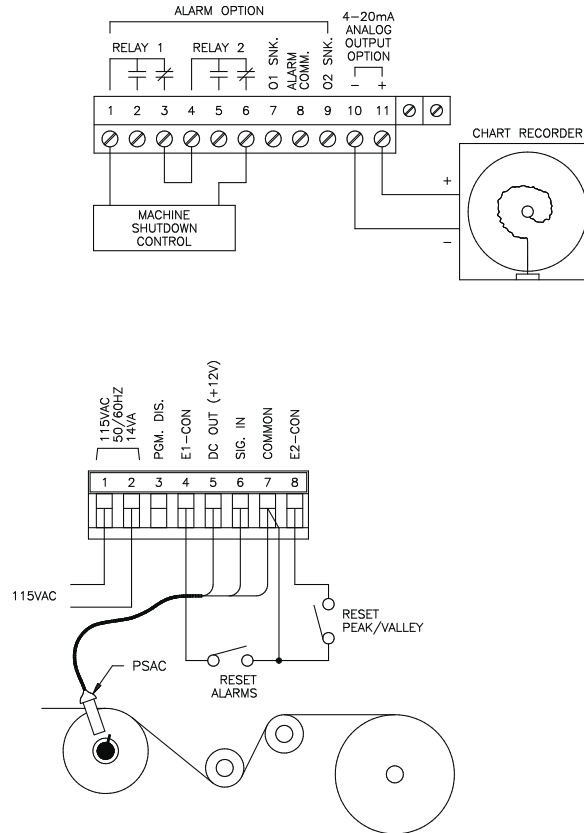 ALARM OPTION
4-20mA
ANALOG
OUTPUT
OPTION
RELAY 1
RELAY 2
O1 SNK.
ALARM
COMM.
O2 SNK.
- +
1 2 3 4 5 6 7 8 9 10 11
CHART RECORDER
+
-
MACHINE
SHUTDOWN
CONTROL
115VAC
50/60HZ
14VA
PGM. DIS.
E1-CON
DC OUT (+12V)
SIG. IN
COMMON
E2-CON
1 2 3 4 5 6 7 8
115VAC
RESET
PEAK/VALLEY
PSAC
RESET
ALARMS